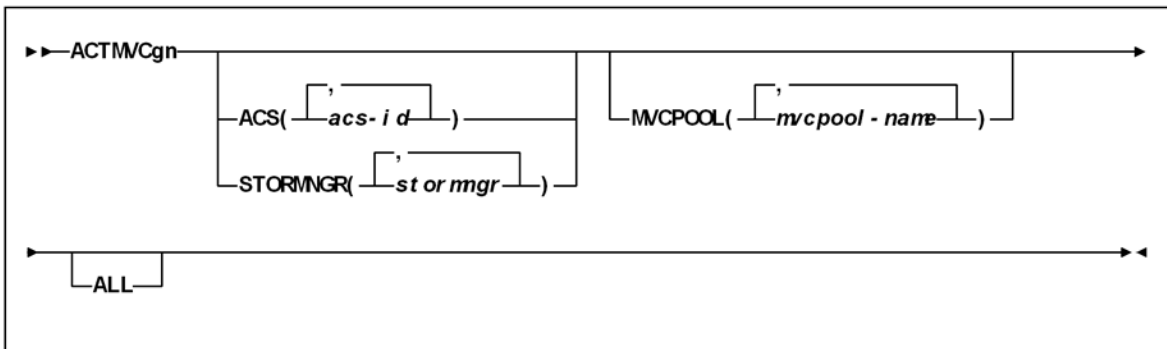 ACTMVCgn
ACS( , acs-id )
MVCPOOL( , mvcpool-name )
STORMNGR( , stormngr )
ALL